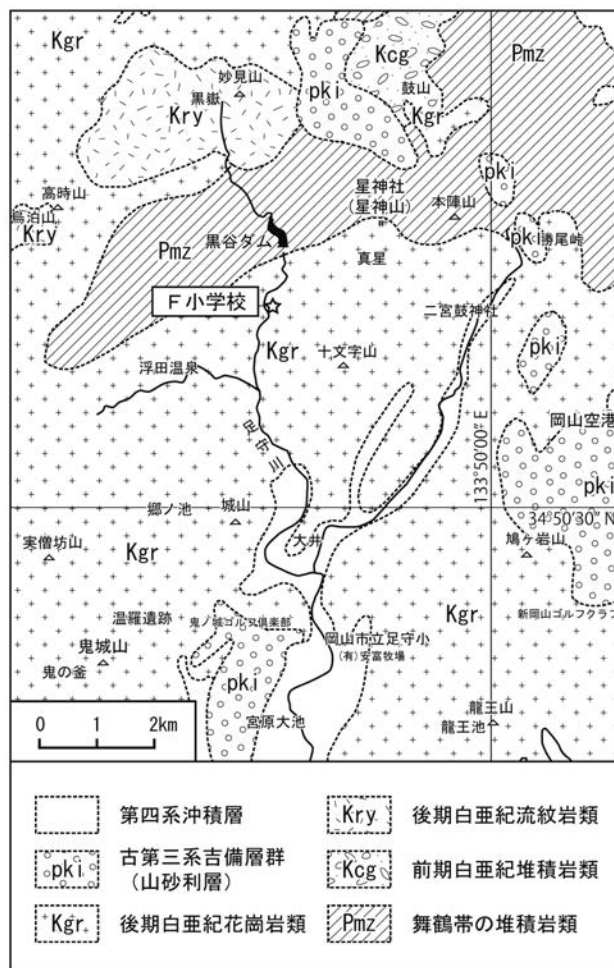 Kgr
妙見山
黒嶽
Kry
pki
Kcg
鼓山
Kgr
Pmz
高時山
烏泊山
Kry
星神社
(星神山)
本陣山
pki
pki
勝尾峠
黒谷ダム
真星
Pmz
F小学校
二宮鼓神社
Kgr
十文字山
pki
浮田温泉
足守川
岡山空港
133°50′00″E
pki
34°50′30″N
郷ノ池
城山
大井
鳩ヶ岩山
実僧坊山
Kgr
温羅遺跡
鬼ノ城ゴルフ倶楽部
Kgr
新岡山ゴルフクラブ
鬼城山
岡山市立足守小
(有)安富牧場
鬼の釜
pki
宮原大池
龍王山
龍王池
0 1 2km
第四系沖積層
Kry 後期白亜紀流紋岩類
pki 古第三系吉備層群
(山砂利層)
Kcg 前期白亜紀堆積岩類
Kgr 後期白亜紀花崗岩類
Pmz 舞鶴帯の堆積岩類